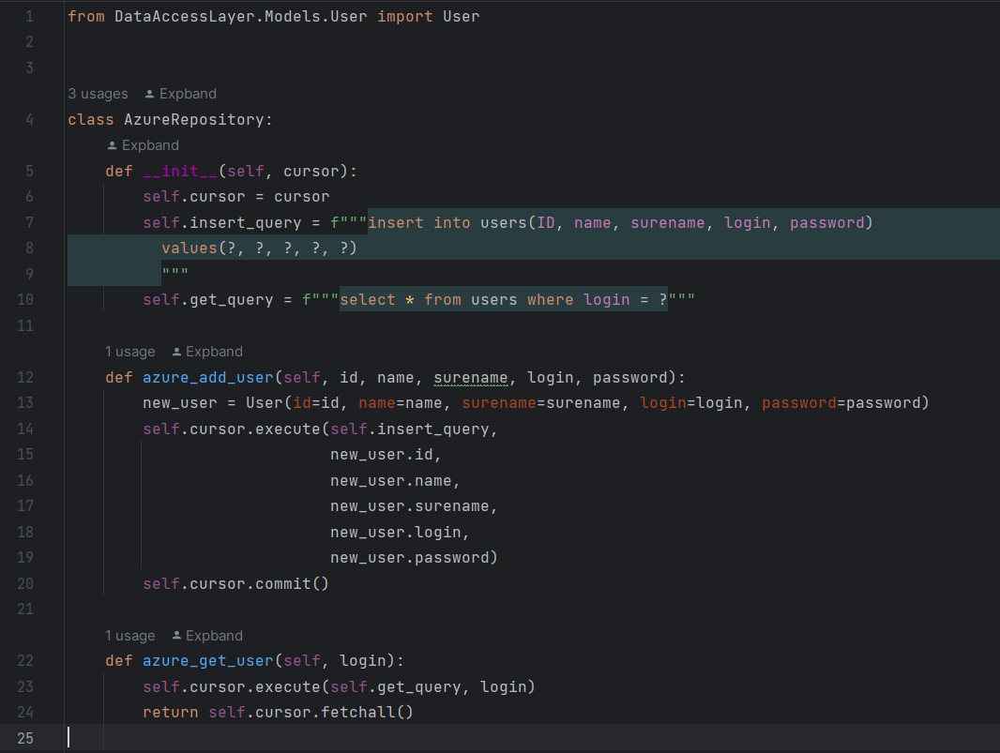 1 from DataAccessLayer.Models.User import User
2
3
3 usages Expband
4 class AzureRepository:
Expband
5     def __init__(self, cursor):
6         self.cursor = cursor
7         self.insert_query = f"""insert into users(ID, name, surename, login, password)
8           values(?, ?, ?, ?, ?)
9           """
10         self.get_query = f"""select * from users where login = ?"""
11
1 usage Expband
12     def azure_add_user(self, id, name, surename, login, password):
13         new_user = User(id=id, name=name, surename=surename, login=login, password=password)
14         self.cursor.execute(self.insert_query,
15                             new_user.id,
16                             new_user.name,
17                             new_user.surename,
18                             new_user.login,
19                             new_user.password)
20         self.cursor.commit()
21
1 usage Expband
22     def azure_get_user(self, login):
23         self.cursor.execute(self.get_query, login)
24         return self.cursor.fetchall()
25